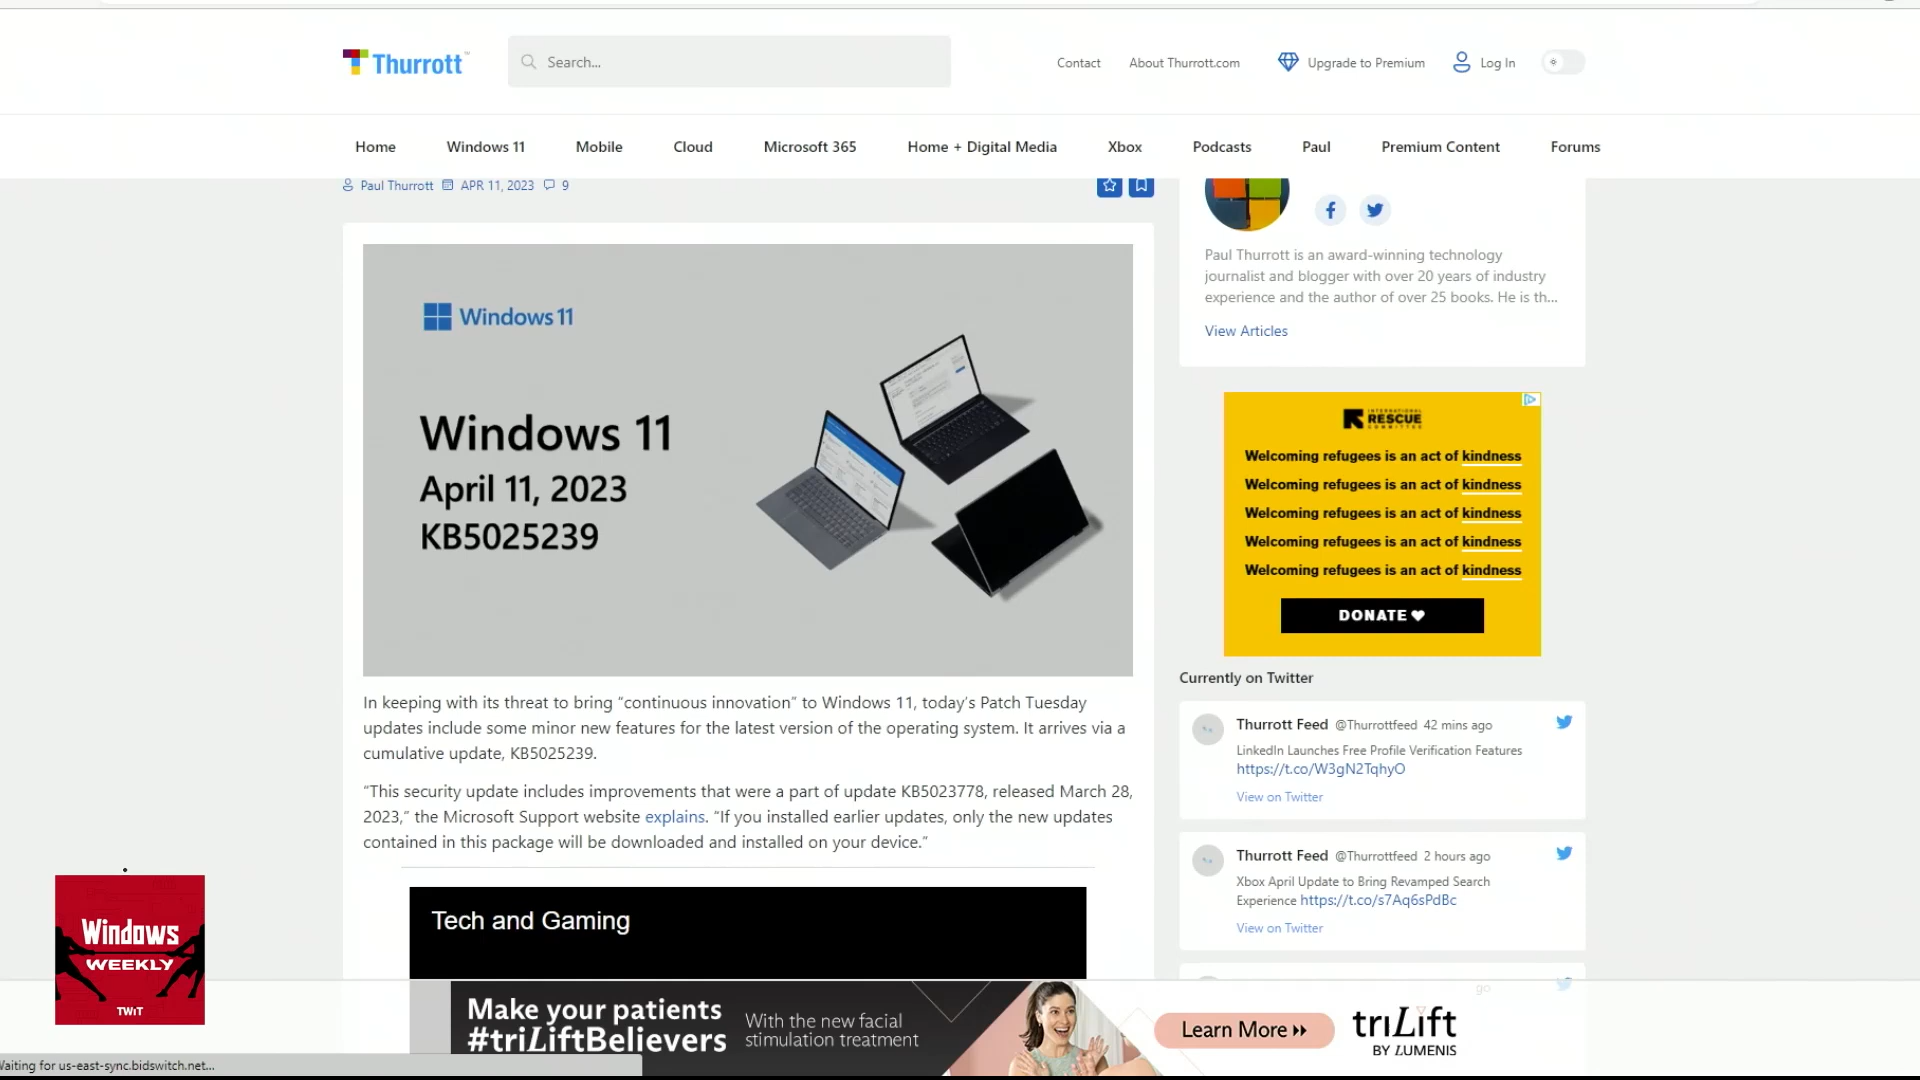 Thurrott
Search...
Contact
About Thurrott.com
Upgrade to Premium
Log In
Home
Windows 11
Mobile
Cloud
Microsoft 365
Home + Digital Media
Xbox
Podcasts
Paul
Premium Content
Forums
Paul Thurrott APR 11, 2023 9
Windows 11
Windows 11
April 11, 2023
KB5025239
In keeping with its threat to bring “continuous innovation” to Windows 11, today’s Patch Tuesday
updates include some minor new features for the latest version of the operating system. It arrives via a
cumulative update, KB5025239.
“This security update includes improvements that were a part of update KB5023778, released March 28,
2023,” the Microsoft Support website explains. “If you installed earlier updates, only the new updates
contained in this package will be downloaded and installed on your device.”
Tech and Gaming
Paul Thurrott is an award-winning technology
journalist and blogger with over 20 years of industry
experience and the author of over 25 books. He is th...
View Articles
INTERNATIONAL
RESCUE
COMMITTEE
Welcoming refugees is an act of kindness
Welcoming refugees is an act of kindness
Welcoming refugees is an act of kindness
Welcoming refugees is an act of kindness
Welcoming refugees is an act of kindness
DONATE
Currently on Twitter
Thurrott Feed @Thurrottfeed 42 mins ago
LinkedIn Launches Free Profile Verification Features
https://t.co/W3gN2TqhyO
View on Twitter
Thurrott Feed @Thurrottfeed 2 hours ago
Xbox April Update to Bring Revamped Search
Experience https://t.co/s7Aq6sPdBc
View on Twitter
go
Windows
WEEKLY
TWiT
Make your patients
#triLiftBelievers
With the new facial
stimulation treatment
Learn More
triLift
BY LUMENIS
Waiting for us-east-sync.bidswitch.net...